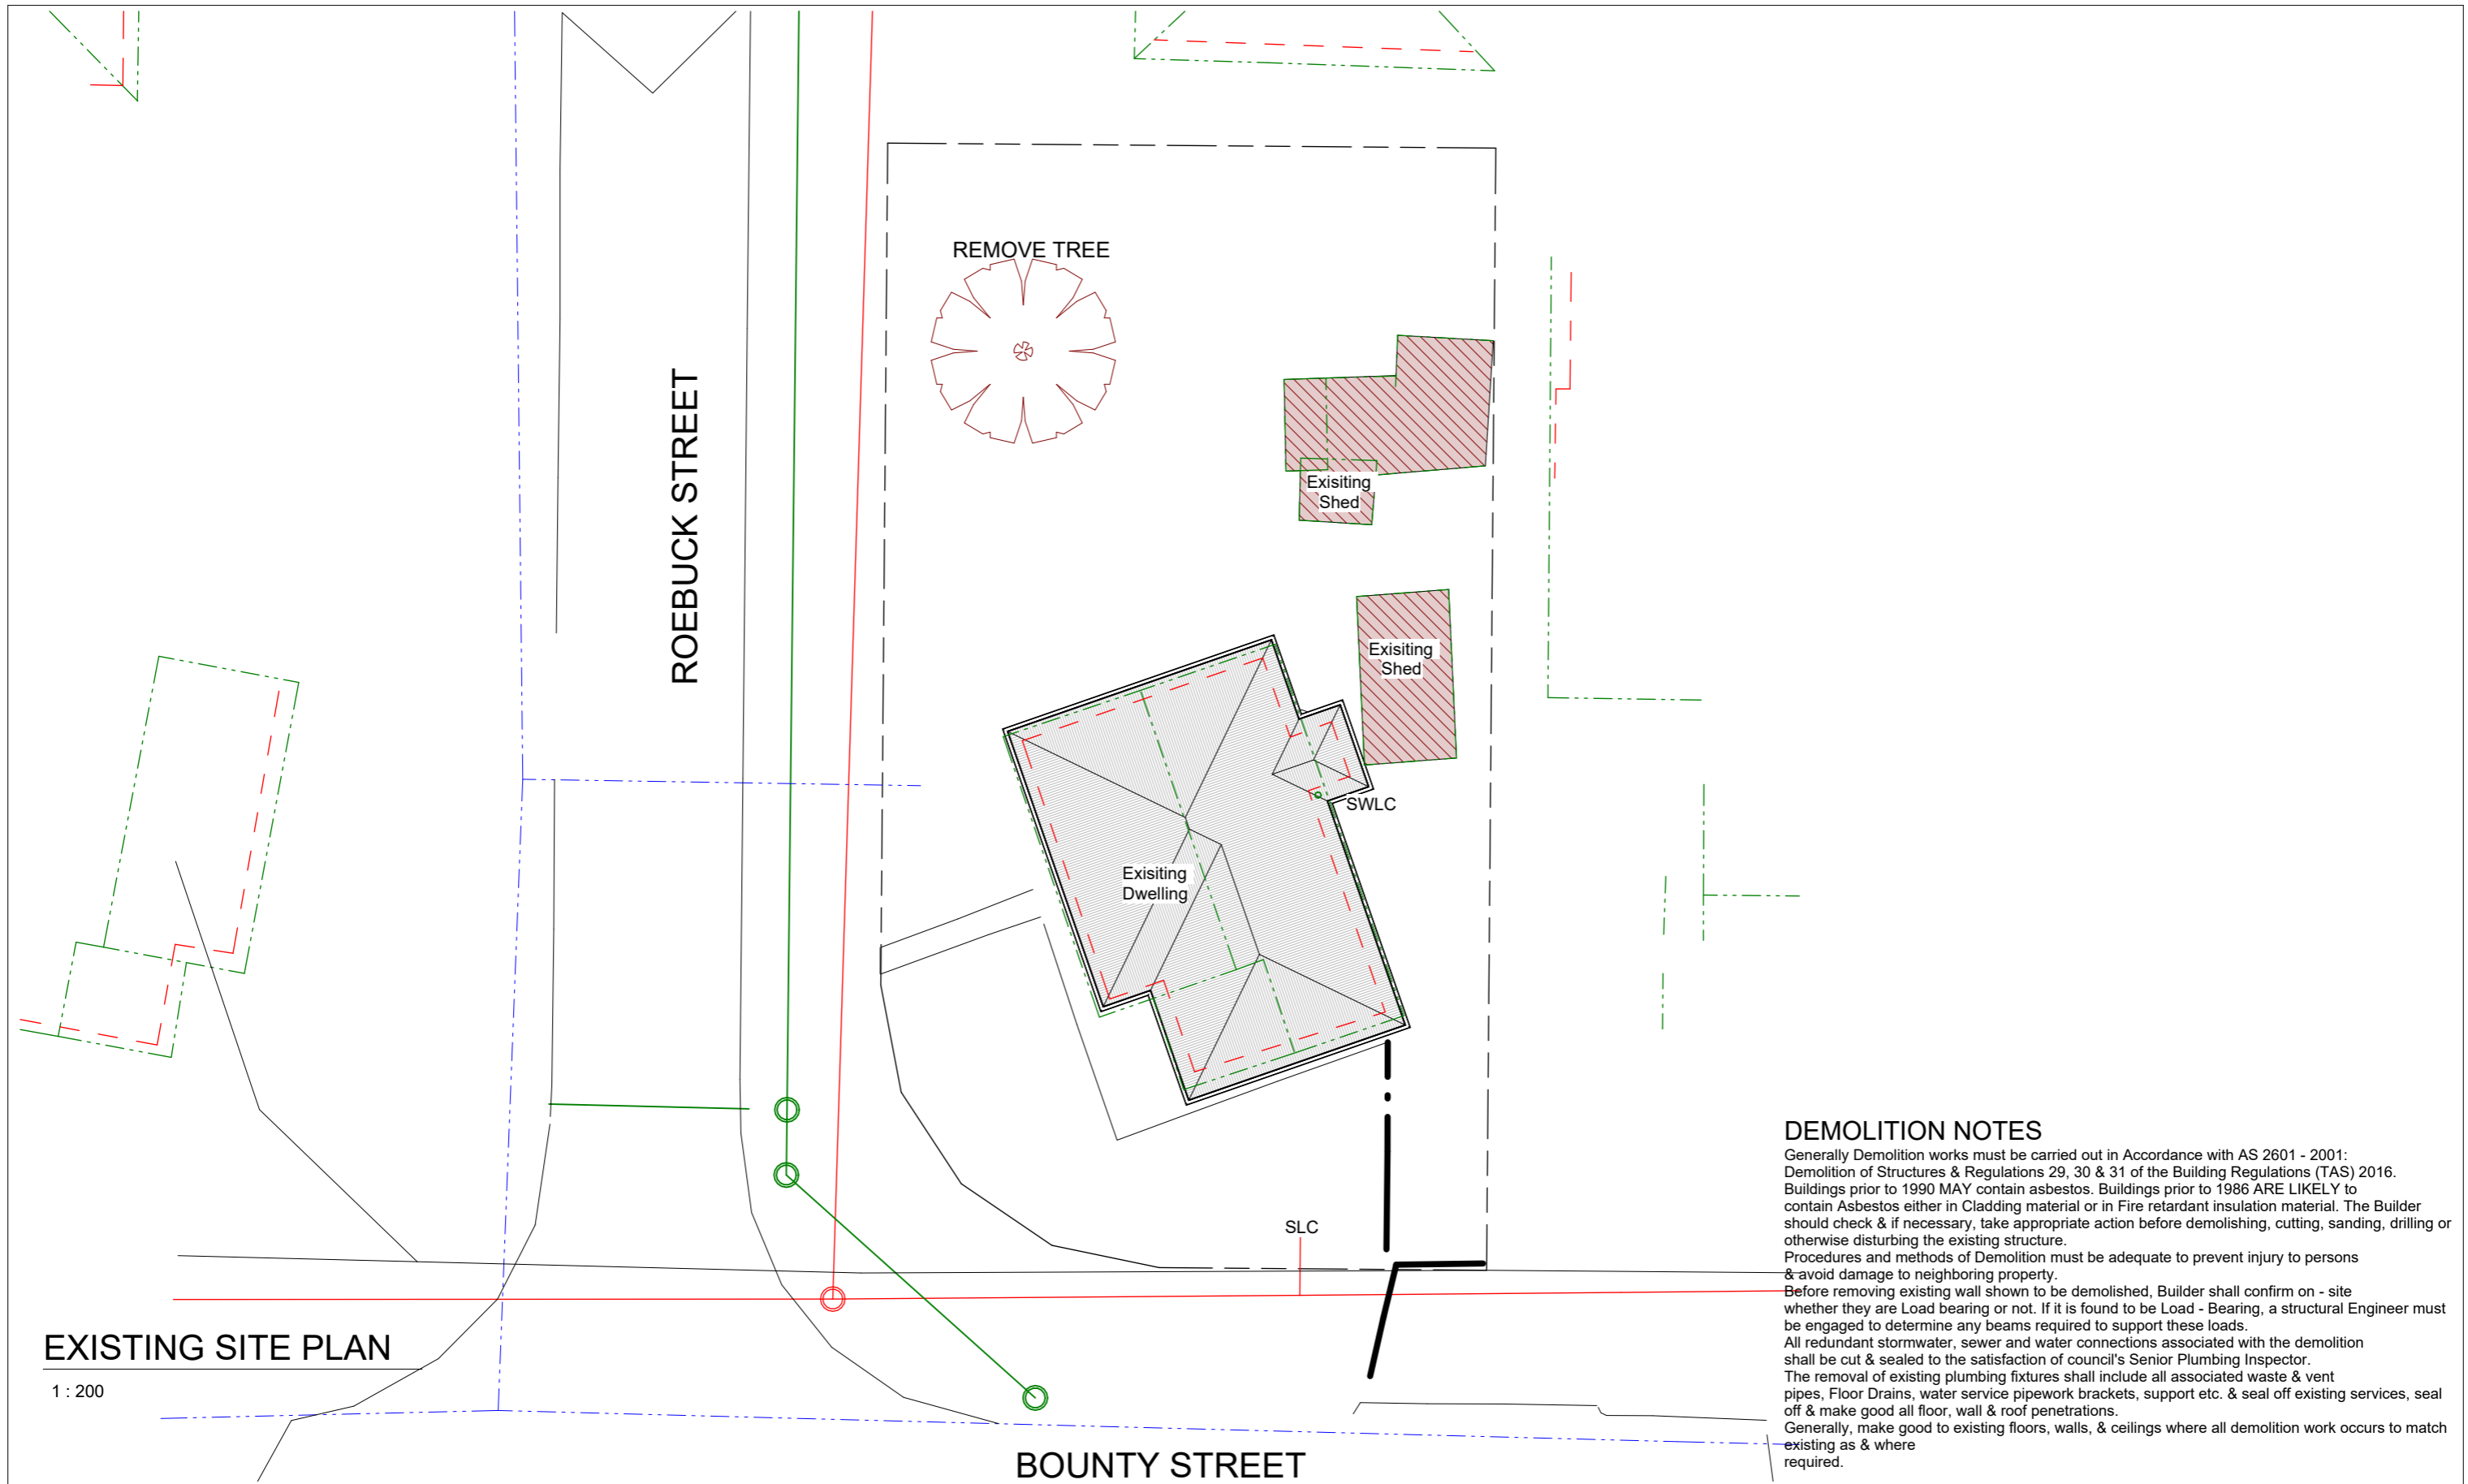 REMOVE TREE
ROEBUCK STREET
Exisiting
Shed
Exisiting
Shed
SWLC
Exisiting
Dwelling
SLC
DEMOLITION NOTES
Generally Demolition works must be carried out in Accordance with AS 2601 - 2001:
Demolition of Structures & Regulations 29, 30 & 31 of the Building Regulations (TAS) 2016.
Buildings prior to 1990 MAY contain asbestos. Buildings prior to 1986 ARE LIKELY to
contain Asbestos either in Cladding material or in Fire retardant insulation material. The Builder
should check & if necessary, take appropriate action before demolishing, cutting, sanding, drilling or
otherwise disturbing the existing structure.
Procedures and methods of Demolition must be adequate to prevent injury to persons
& avoid damage to neighboring property.
Before removing existing wall shown to be demolished, Builder shall confirm on - site
whether they are Load bearing or not. If it is found to be Load - Bearing, a structural Engineer must
be engaged to determine any beams required to support these loads.
All redundant stormwater, sewer and water connections associated with the demolition
shall be cut & sealed to the satisfaction of council's Senior Plumbing Inspector.
The removal of existing plumbing fixtures shall include all associated waste & vent
pipes, Floor Drains, water service pipework brackets, support etc. & seal off existing services, seal
off & make good all floor, wall & roof penetrations.
Generally, make good to existing floors, walls, & ceilings where all demolition work occurs to match
existing as & where
required.
EXISTING SITE PLAN
1 : 200
BOUNTY STREET